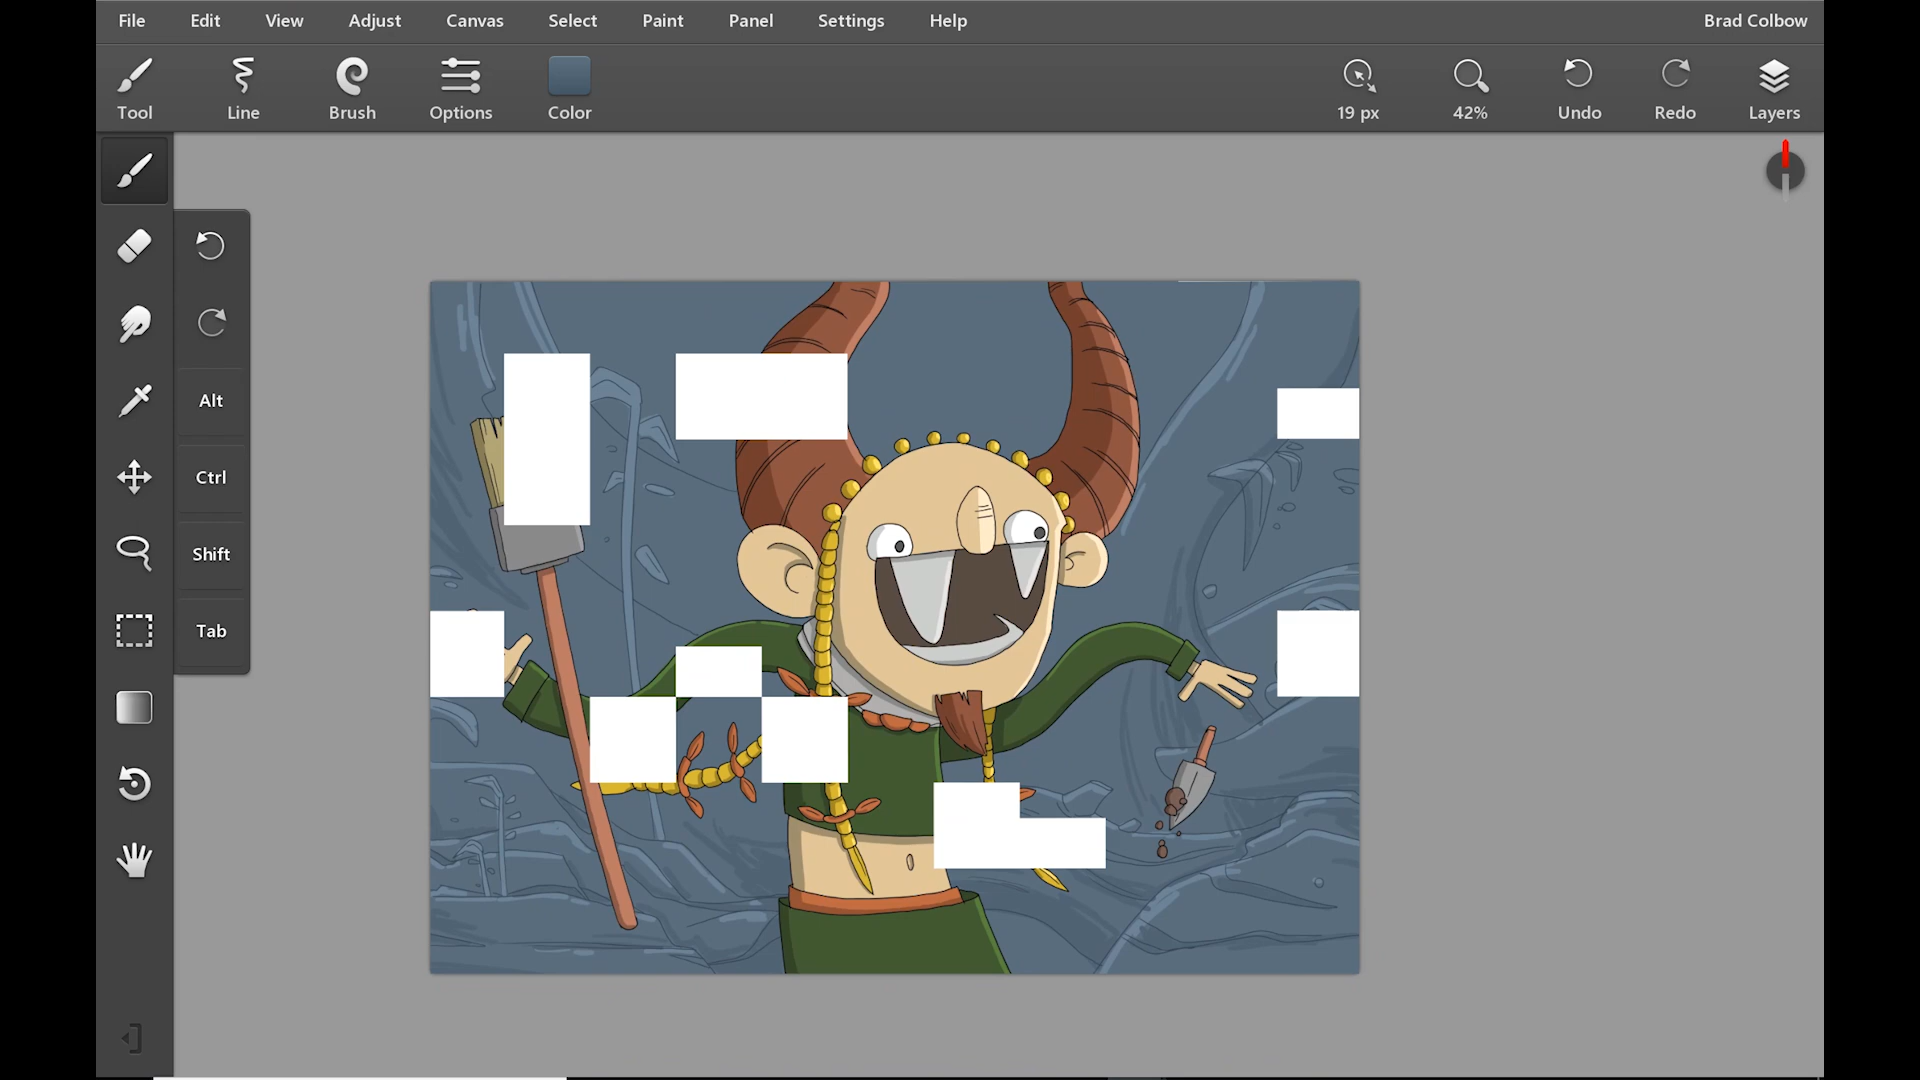 File Edit View Adjust Canvas Select Paint Panel Settings Help Brad Colbow
Tool Line Brush Options Color 19 px 42% Undo Redo Layers
Alt
Ctrl
Shift
Tab